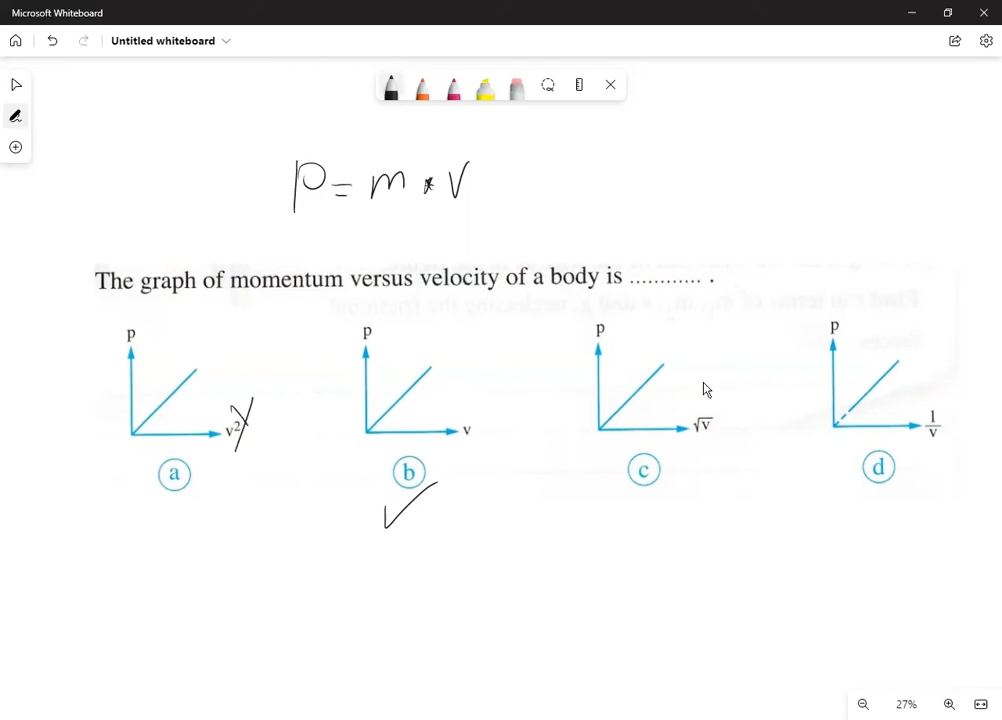 Microsoft Whiteboard
Untitled whiteboard
p = m * v
The graph of momentum versus velocity of a body is ............ .
p p p p
v² v √v 1/v
a b c d
27%